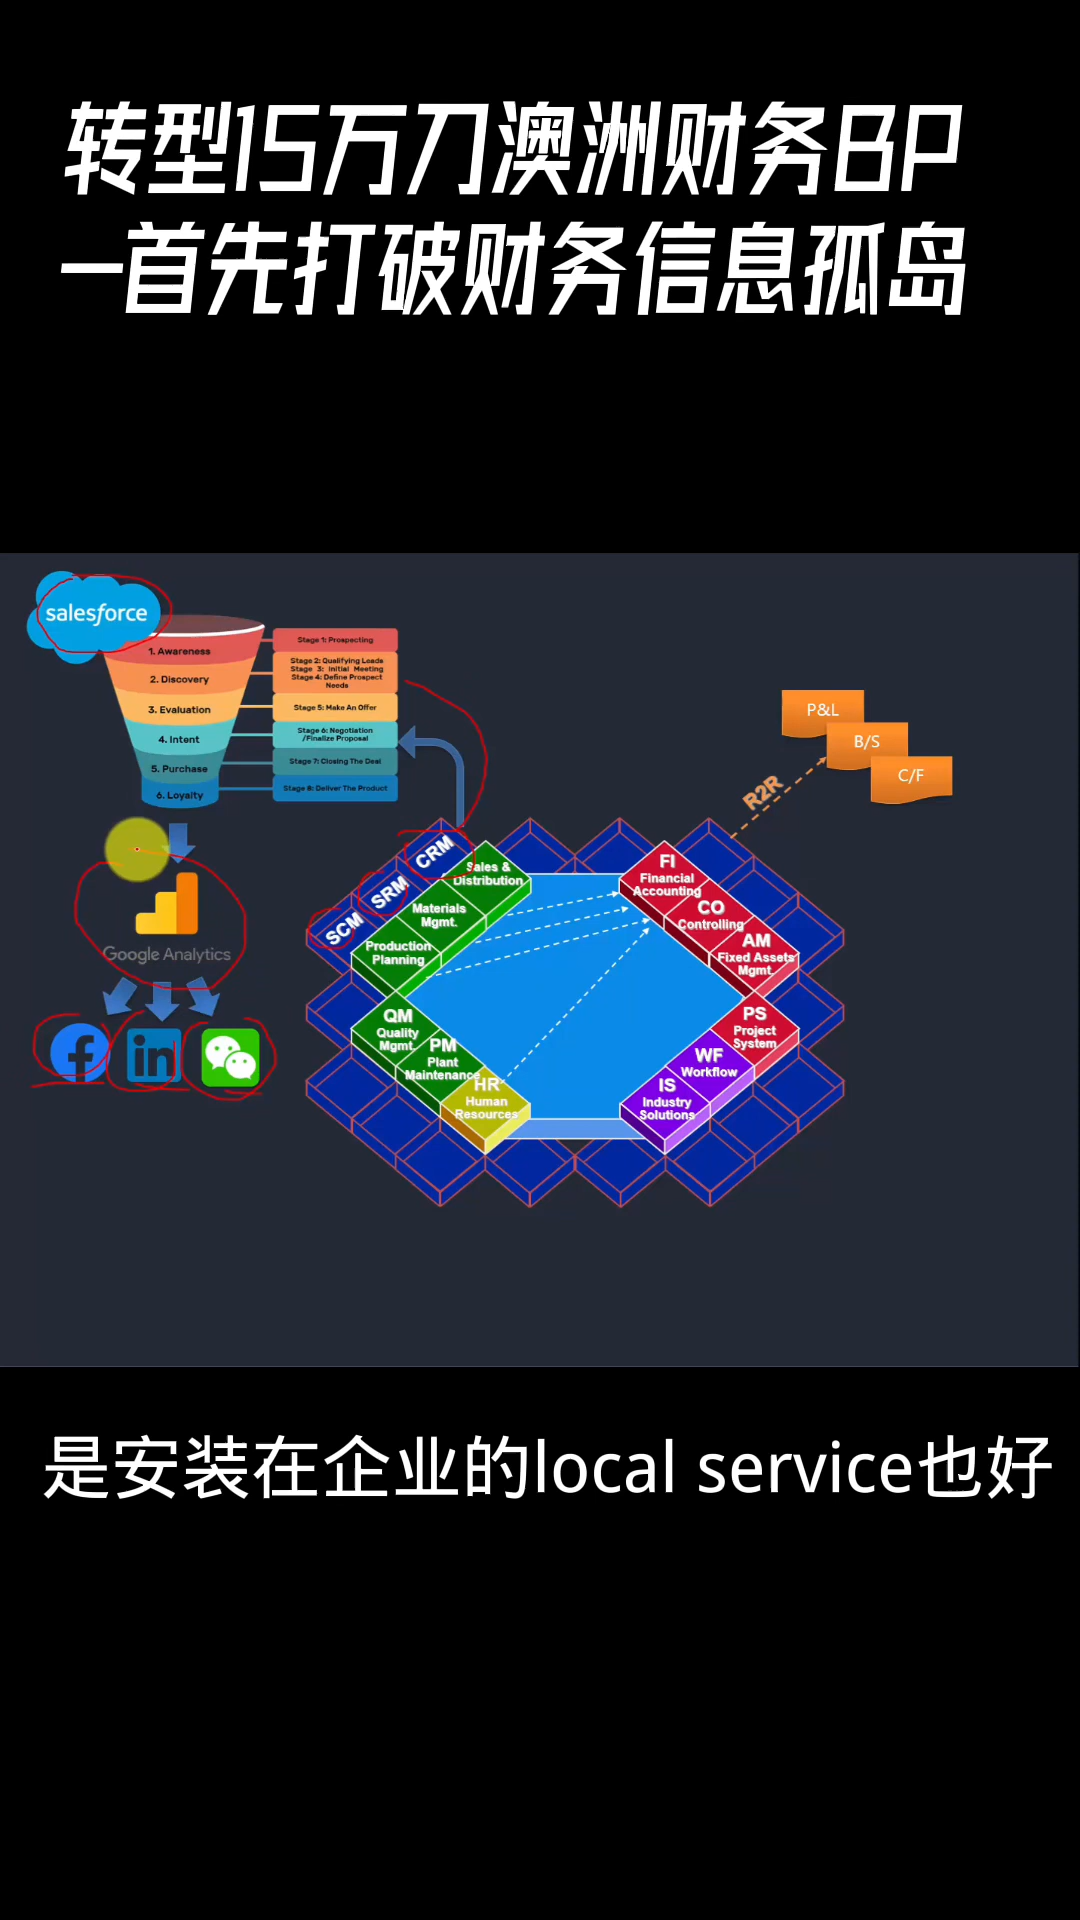 转型15万刀澳洲财务BP
—首先打破财务信息孤岛
salesforce
1. Awareness
2. Discovery
3. Evaluation
4. Intent
5. Purchase
6. Loyalty
Stage 1: Prospecting
Stage 2: Qualifying Leads
Stage 3: Initial Meeting
Stage 4: Define Prospect
Needs
Stage 5: Make An Offer
Stage 6: Negotiation
/Finalize Proposal
Stage 7: Closing The Deal
Stage 8: Deliver The Product
Google Analytics
f
in
P&L
B/S
C/F
R2R
CRM
SRM
SCM
Sales &
Distribution
Materials
Mgmt.
Production
Planning
QM
Quality
Mgmt.
PM
Plant
Maintenance
HR
Human
Resources
FI
Financial
Accounting
CO
Controlling
AM
Fixed Assets
Mgmt.
PS
Project
System
WF
Workflow
IS
Industry
Solutions
是安装在企业的local service也好